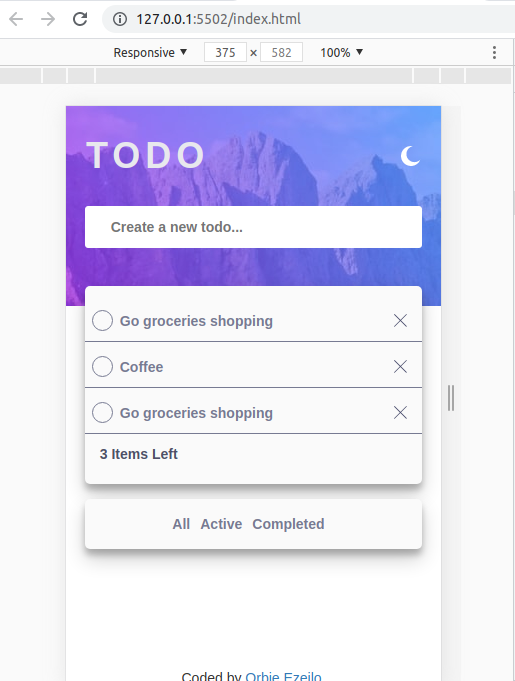 127.0.0.1:5502/index.html
Responsive ▼ 375 × 582 100% ▼
TODO
Create a new todo...
Go groceries shopping
Coffee
Go groceries shopping
3 Items Left
All Active Completed
Coded by Orbie Ezeilo